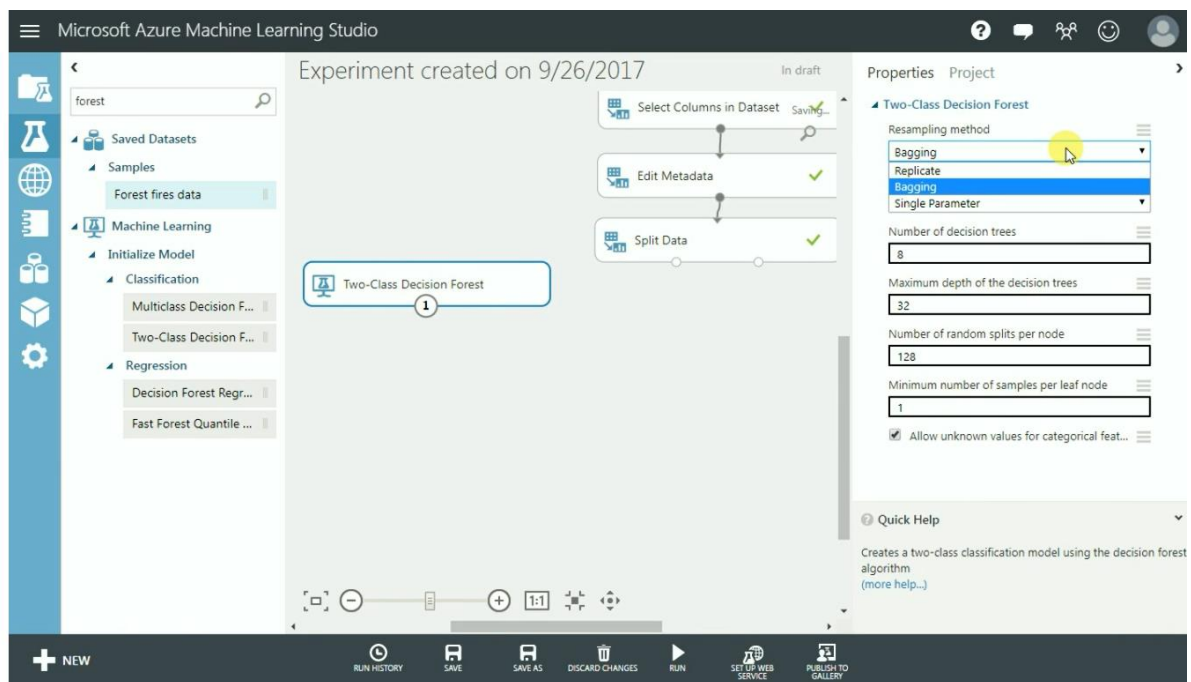 Microsoft Azure Machine Learning Studio
?
forest
Saved Datasets
Samples
Forest fires data
Machine Learning
Initialize Model
Classification
Multiclass Decision F...
Two-Class Decision F...
Regression
Decision Forest Regr...
Fast Forest Quantile ...
Experiment created on 9/26/2017
In draft
Select Columns in Dataset
Saving...
Edit Metadata
Split Data
Two-Class Decision Forest
1
1:1
Properties Project
Two-Class Decision Forest
Resampling method
Bagging
Replicate
Bagging
Single Parameter
Number of decision trees
8
Maximum depth of the decision trees
32
Number of random splits per node
128
Minimum number of samples per leaf node
1
Allow unknown values for categorical feat...
? Quick Help
Creates a two-class classification model using the decision forest
algorithm
(more help...)
NEW
RUN HISTORY
SAVE
SAVE AS
DISCARD CHANGES
RUN
SET UP WEB
SERVICE
PUBLISH TO
GALLERY